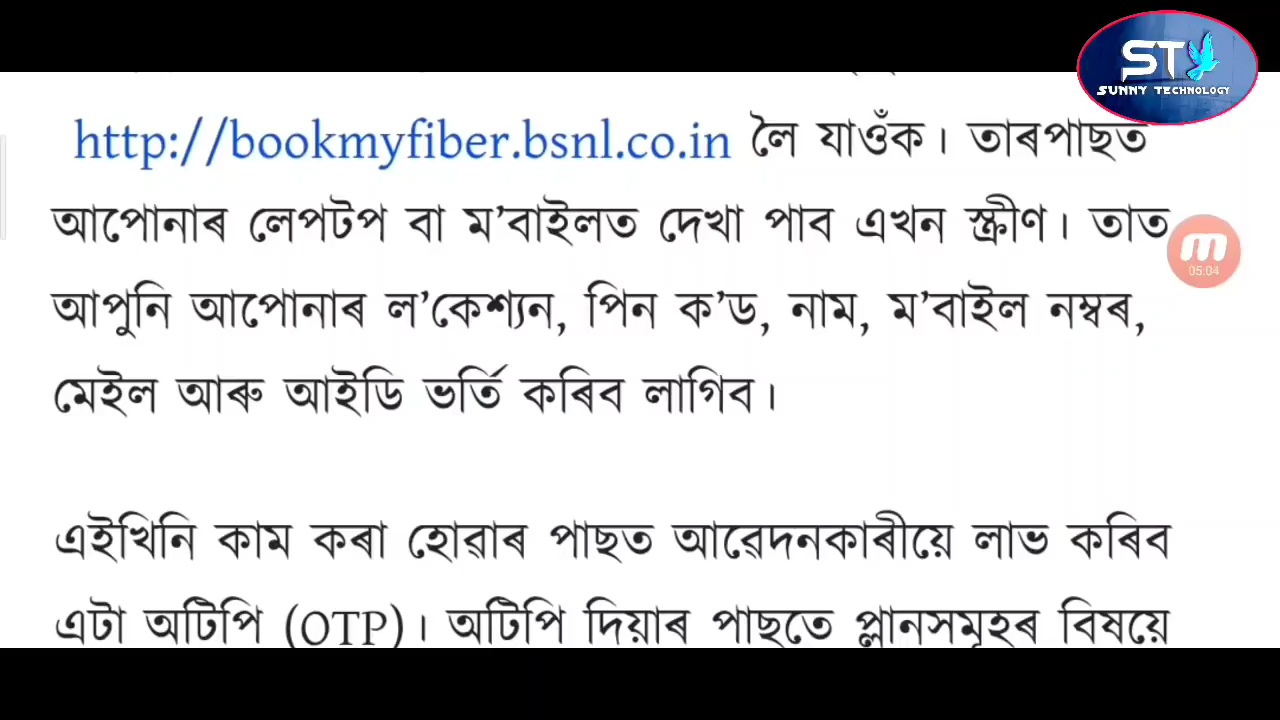 ST
SUNNY TECHNOLOGY
http://bookmyfiber.bsnl.co.in লৈ যাওঁক। তাৰপাছত
আপোনাৰ লেপটপ বা ম’বাইলত দেখা পাব এখন স্ক্ৰীণ। তাত
05:04
আপুনি আপোনাৰ ল’কেশ্যন, পিন ক’ড, নাম, ম’বাইল নম্বৰ,
মেইল আৰু আইডি ভৰ্তি কৰিব লাগিব।
এইখিনি কাম কৰা হোৱাৰ পাছত আৱেদনকাৰীয়ে লাভ কৰিব
এটা অটিপি (OTP)। অটিপি দিয়াৰ পাছতে প্লানসমূহৰ বিষয়ে